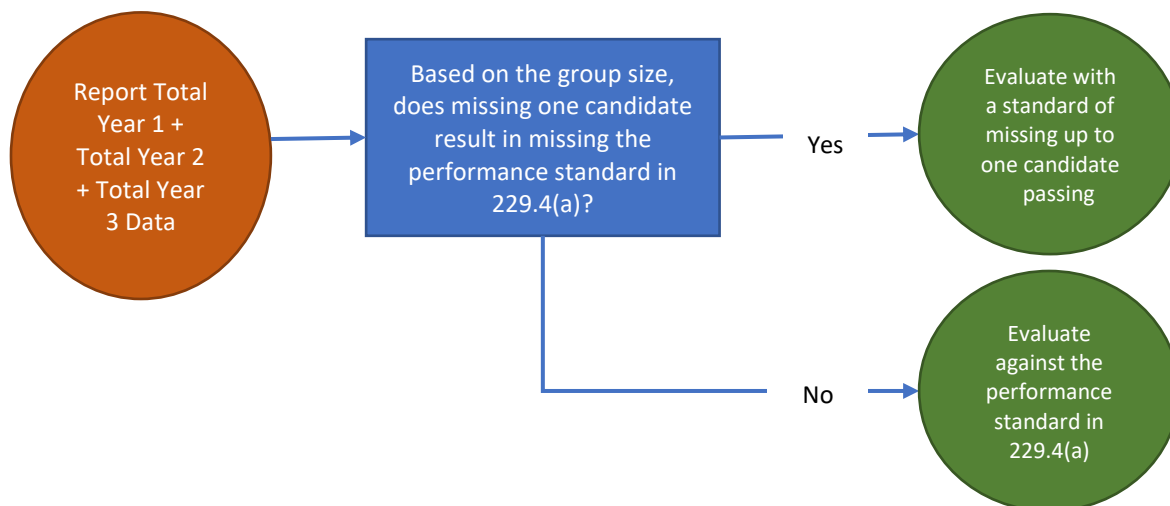 Report Total
Year 1 +
Total Year 2
+ Total Year
3 Data
Based on the group size,
does missing one candidate
result in missing the
performance standard in
229.4(a)?
Yes
Evaluate with
a standard of
missing up to
one candidate
passing
No
Evaluate
against the
performance
standard in
229.4(a)